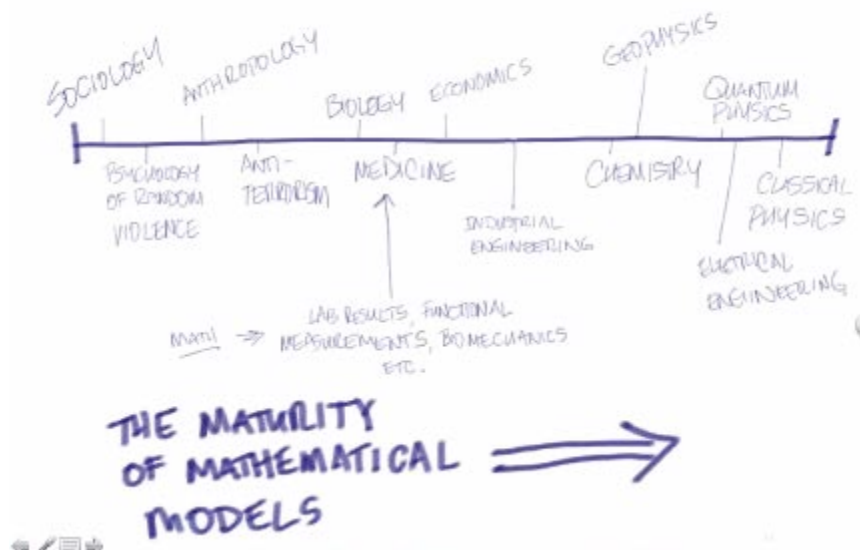 SOCIOLOGY
ANTHROPOLOGY
BIOLOGY
ECONOMICS
GEOPHYSICS
QUANTUM
PHYSICS
PSYCHOLOGY
OF RANDOM
VIOLENCE
ANTI-
TERRORISM
MEDICINE
INDUSTRIAL
ENGINEERING
CHEMISTRY
ELECTRICAL
ENGINEERING
CLASSICAL
PHYSICS
MATH
LAB RESULTS, FUNCTIONAL
MEASUREMENTS, BIOMECHANICS
ETC.
THE MATURITY
OF MATHEMATICAL
MODELS